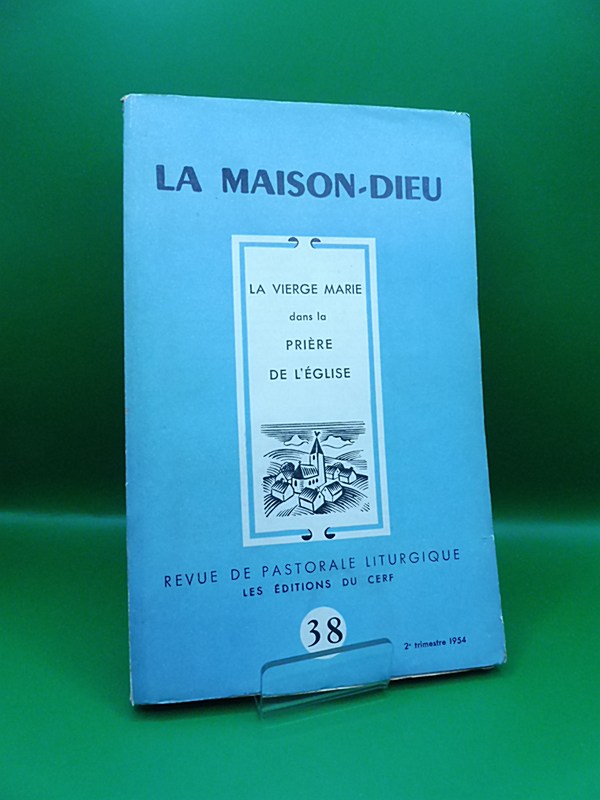 LA MAISON-DIEU
LA VIERGE MARIE
dans la
PRIÈRE
DE L'ÉGLISE
REVUE DE PASTORALE LITURGIQUE
LES ÉDITIONS DU CERF
38
2e trimestre 1954